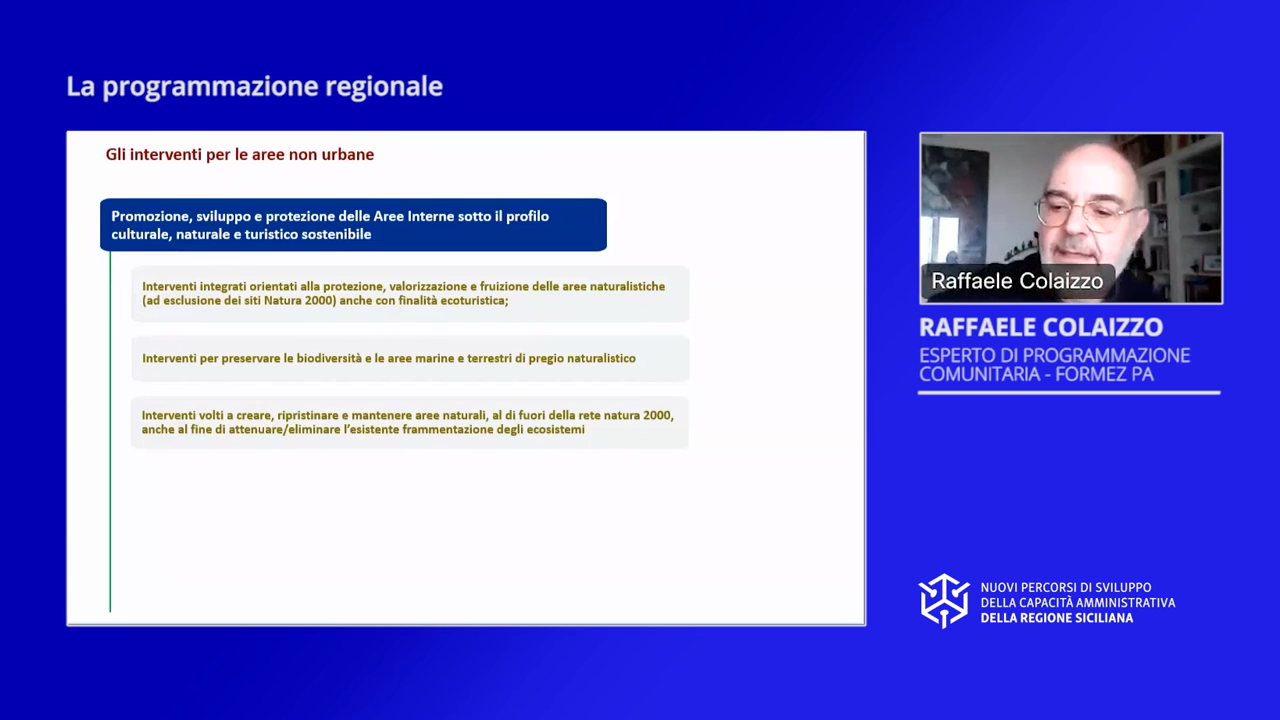 La programmazione regionale
Gli interventi per le aree non urbane
Promozione, sviluppo e protezione delle Aree Interne sotto il profilo
culturale, naturale e turistico sostenibile
Interventi integrati orientati alla protezione, valorizzazione e fruizione delle aree naturalistiche
(ad esclusione dei siti Natura 2000) anche con finalità ecoturistica;
Interventi per preservare le biodiversità e le aree marine e terrestri di pregio naturalistico
Interventi volti a creare, ripristinare e mantenere aree naturali, al di fuori della rete natura 2000,
anche al fine di attenuare/eliminare l'esistente frammentazione degli ecosistemi
Raffaele Colaizzo
RAFFAELE COLAIZZO
ESPERTO DI PROGRAMMAZIONE
COMUNITARIA - FORMEZ PA
NUOVI PERCORSI DI SVILUPPO
DELLA CAPACITÀ AMMINISTRATIVA
DELLA REGIONE SICILIANA